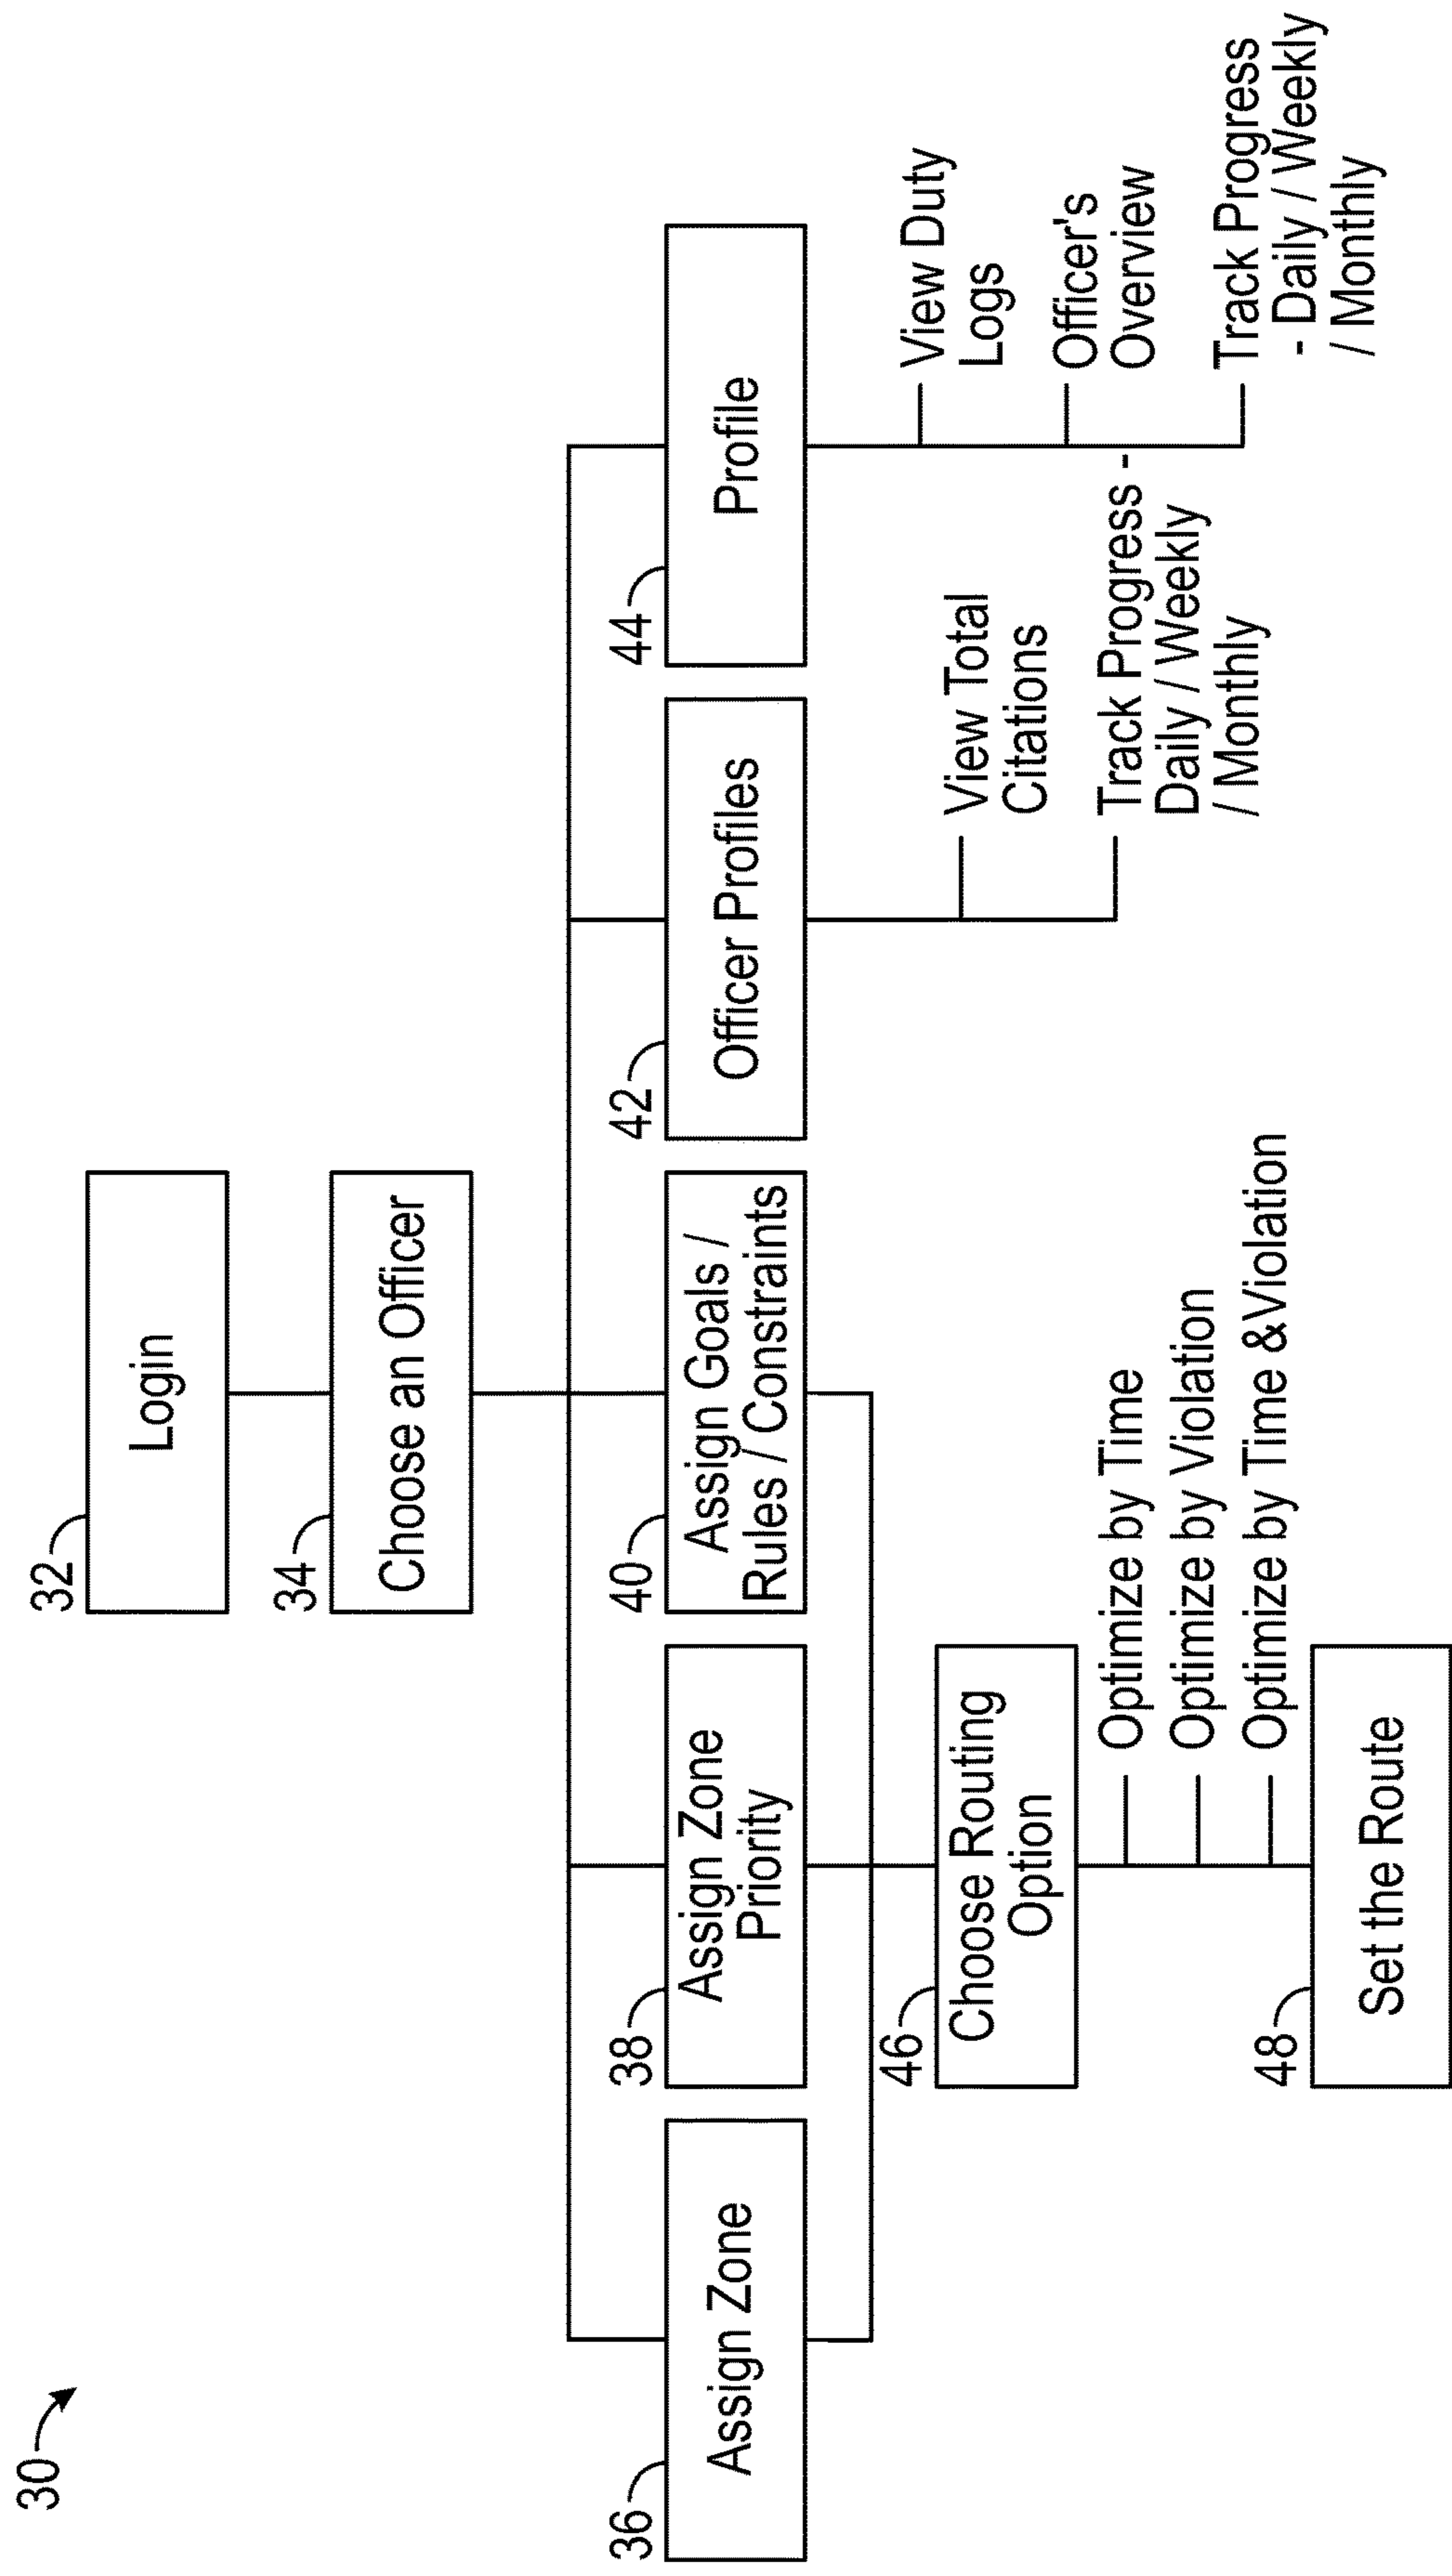 30
32
Login
34
Choose an Officer
36
Assign Zone
38
Assign Zone
Priority
40
Assign Goals /
Rules / Constraints
42
Officer Profiles
44
Profile
46
Choose Routing
Option
Optimize by Time
Optimize by Violation
Optimize by Time &Violation
48
Set the Route
View Total
Citations
Track Progress -
Daily / Weekly
/ Monthly
View Duty
Logs
Officer's
Overview
Track Progress
- Daily / Weekly
/ Monthly